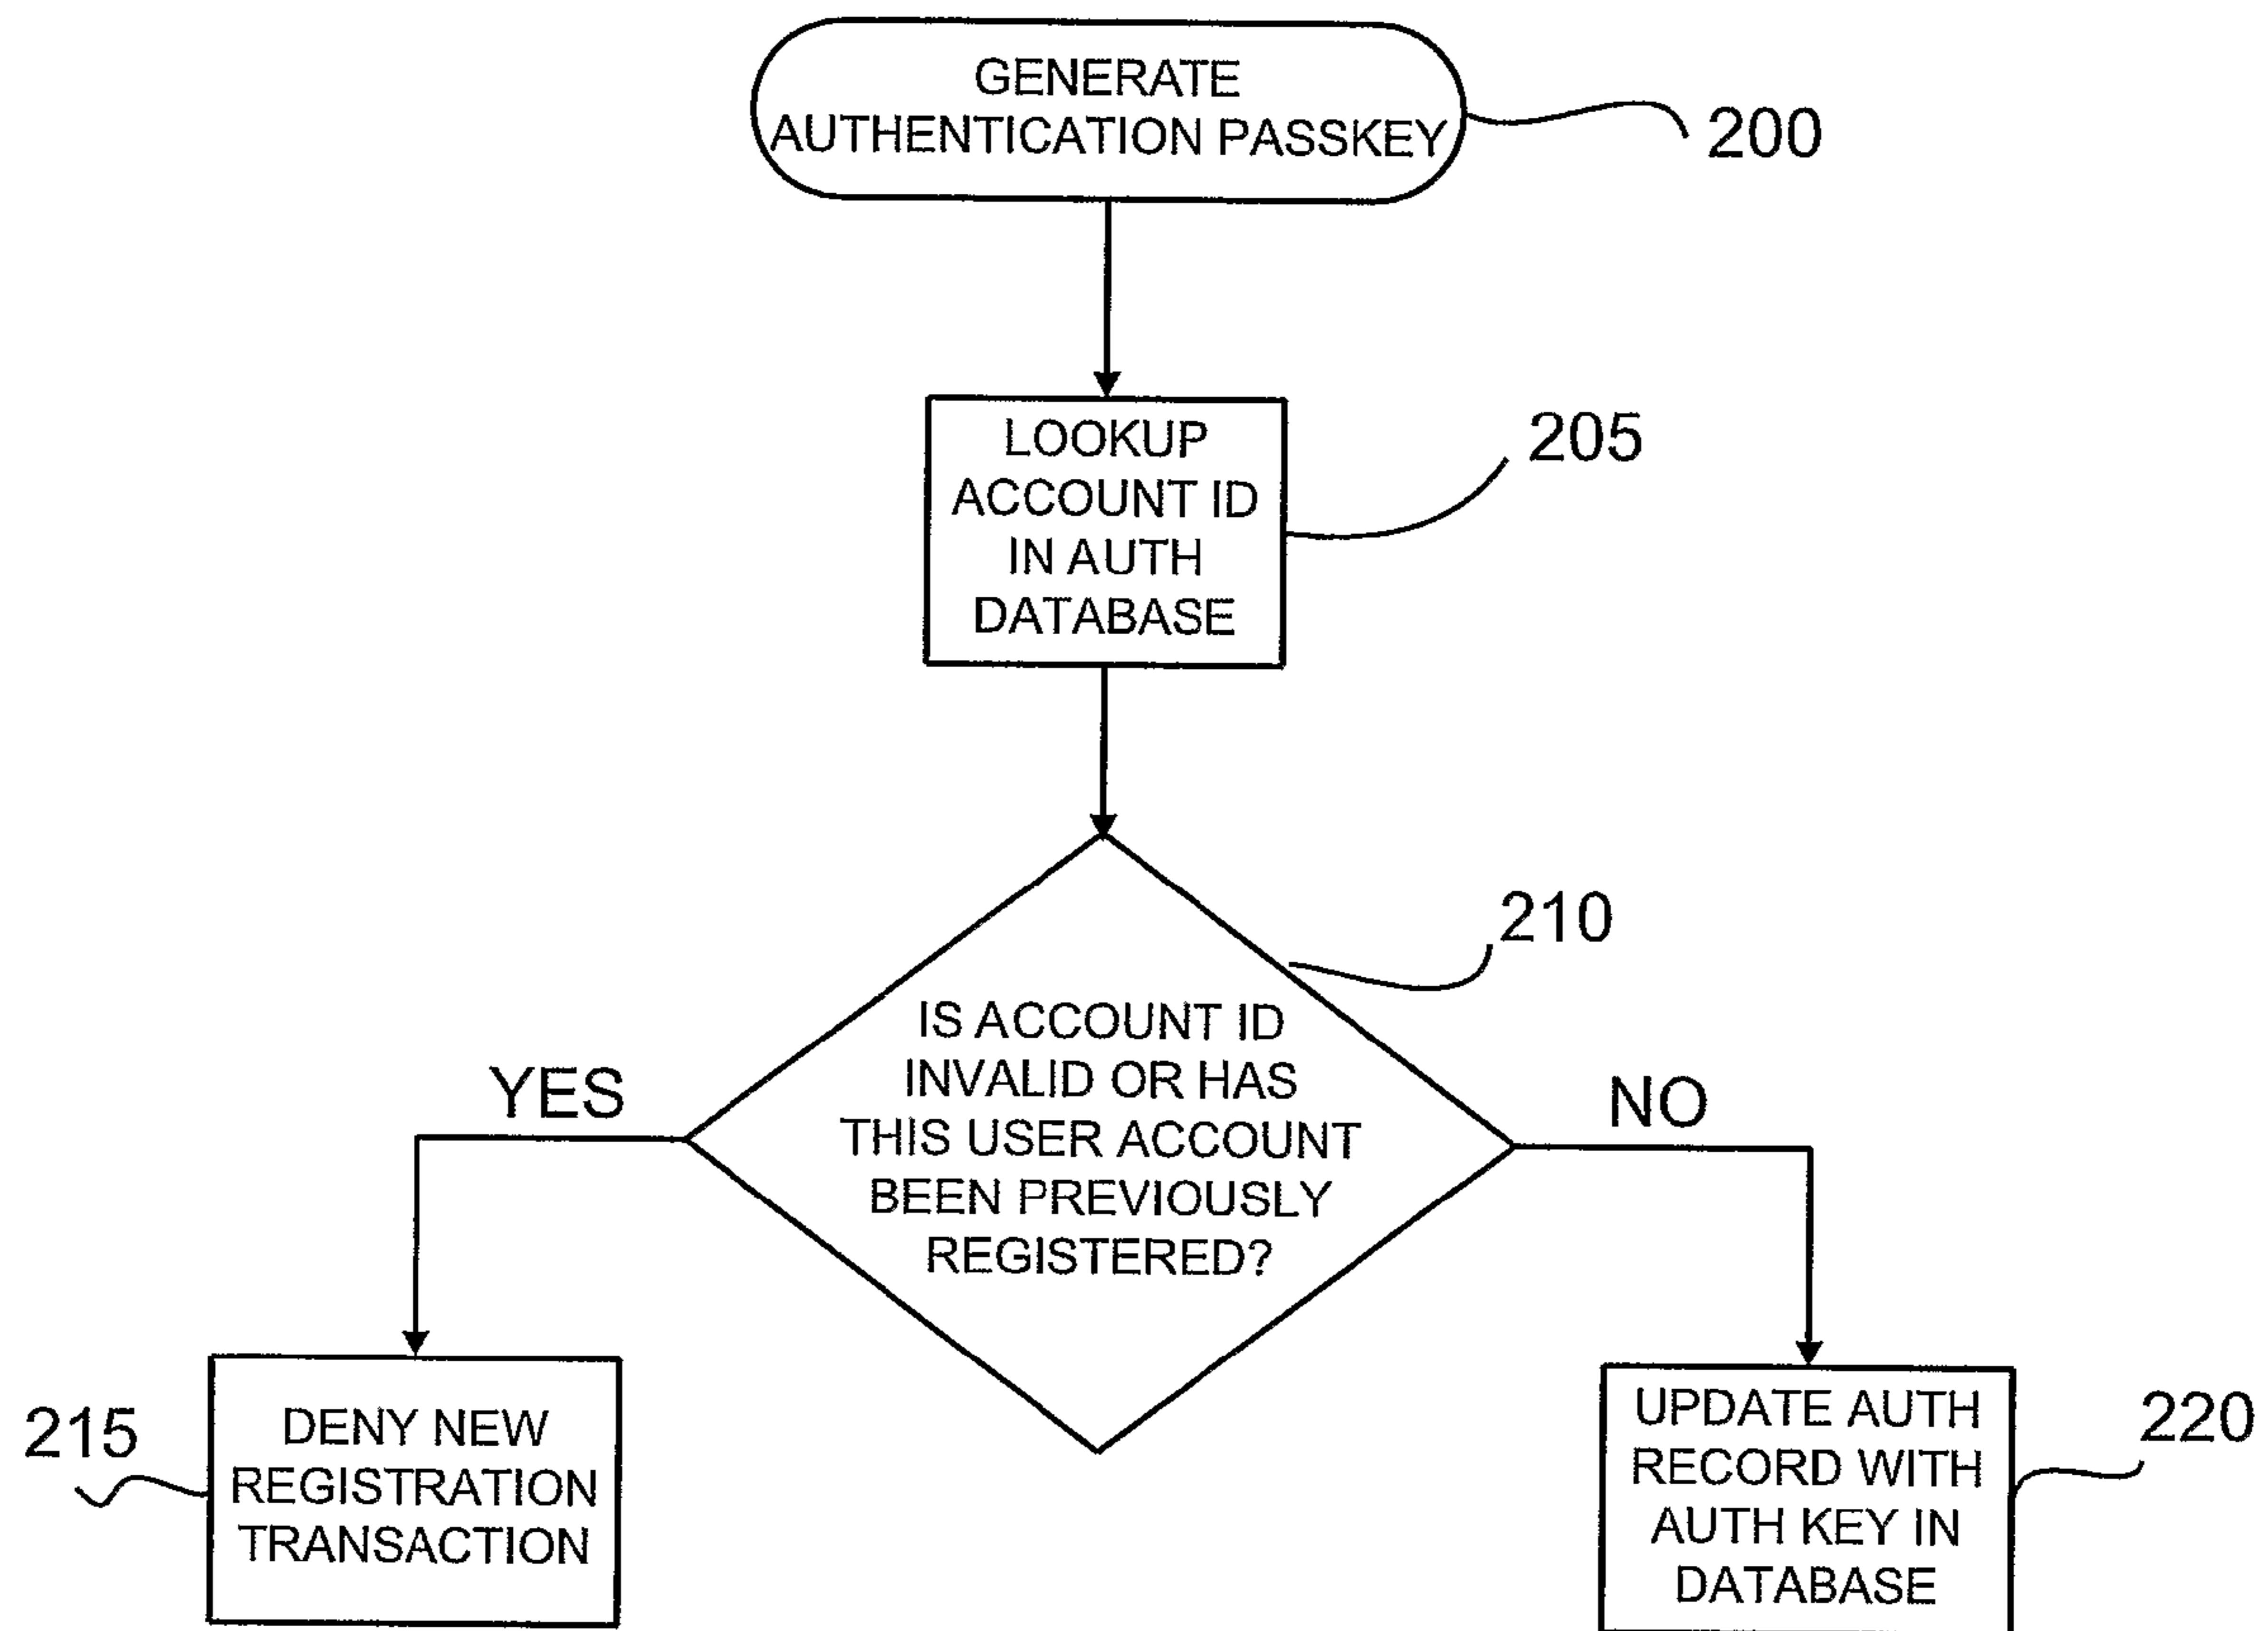 GENERATE
AUTHENTICATION PASSKEY
200
LOOKUP
ACCOUNT ID
IN AUTH
DATABASE
205
210
IS ACCOUNT ID
INVALID OR HAS
THIS USER ACCOUNT
BEEN PREVIOUSLY
REGISTERED?
YES
NO
215
DENY NEW
REGISTRATION
TRANSACTION
UPDATE AUTH
RECORD WITH
AUTH KEY IN
DATABASE
220